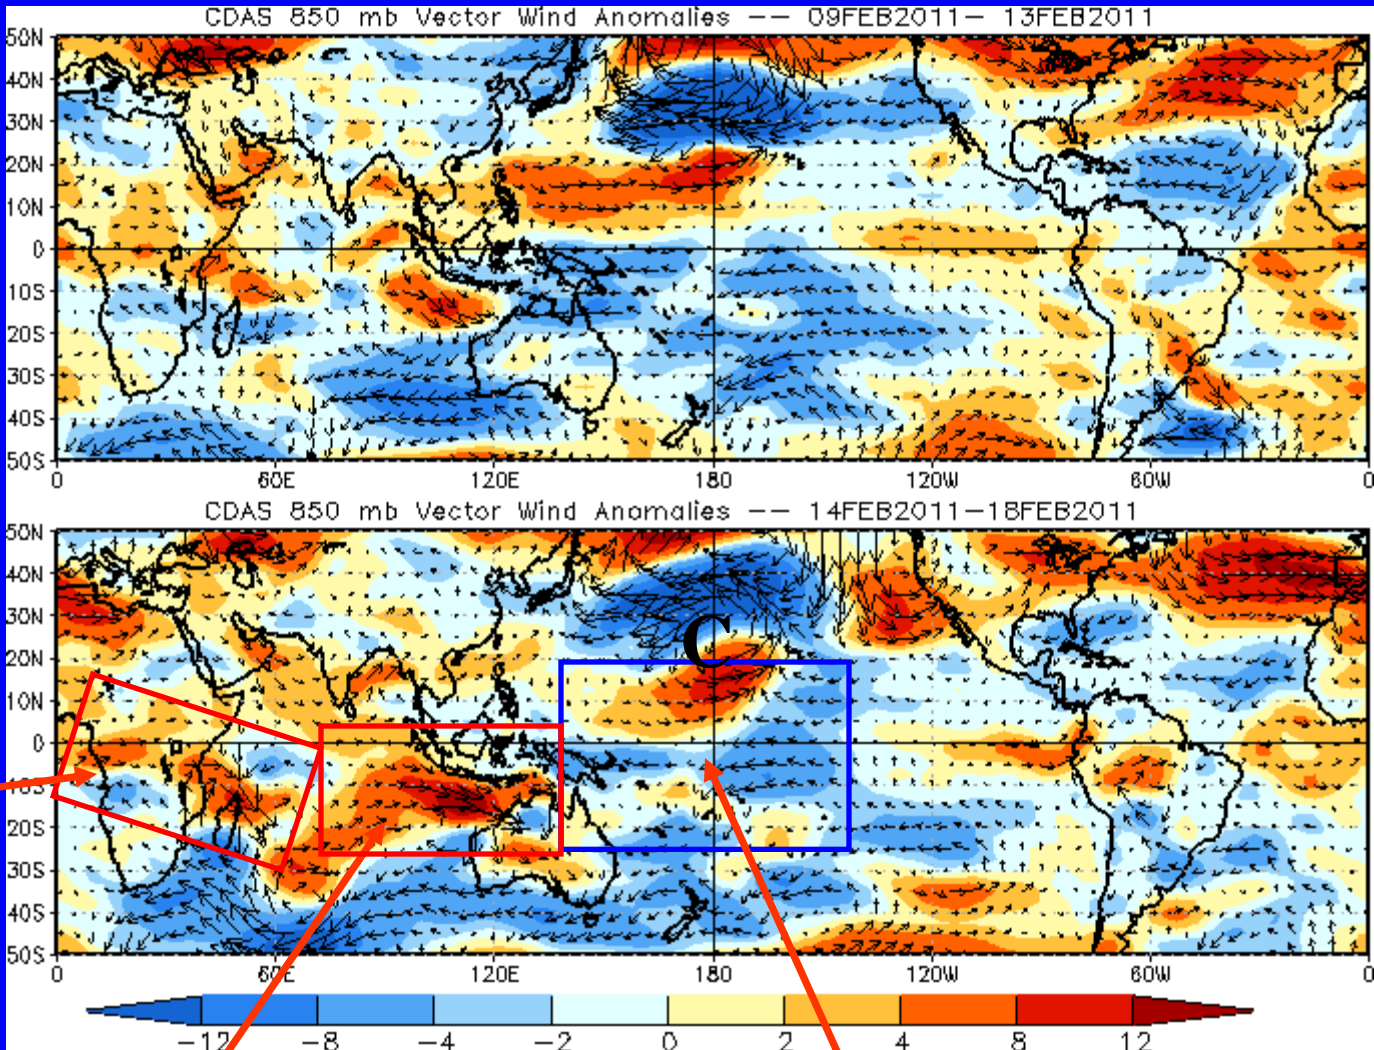 CDAS 850 mb Vector Wind Anomalies -- 09FEB2011- 13FEB2011
50N
40N
30N
20N
10N
0
10S
20S
30S
40S
50S
0 60E 120E 180 120W 60W 0
CDAS 850 mb Vector Wind Anomalies -- 14FEB2011-18FEB2011
50N
40N
30N
C
20N
10N
0
10S
20S
30S
40S
50S
0 60E 120E 180 120W 60W 0
-12 -8 -4 -2 0 2 4 8 12